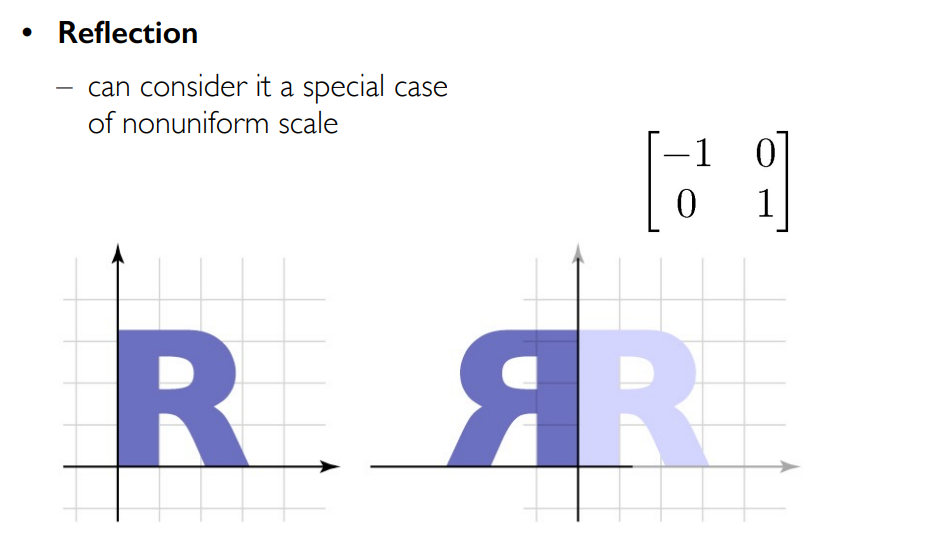 • Reflection
– can consider it a special case
of nonuniform scale
[−1 0
0 1]
R
ЯR